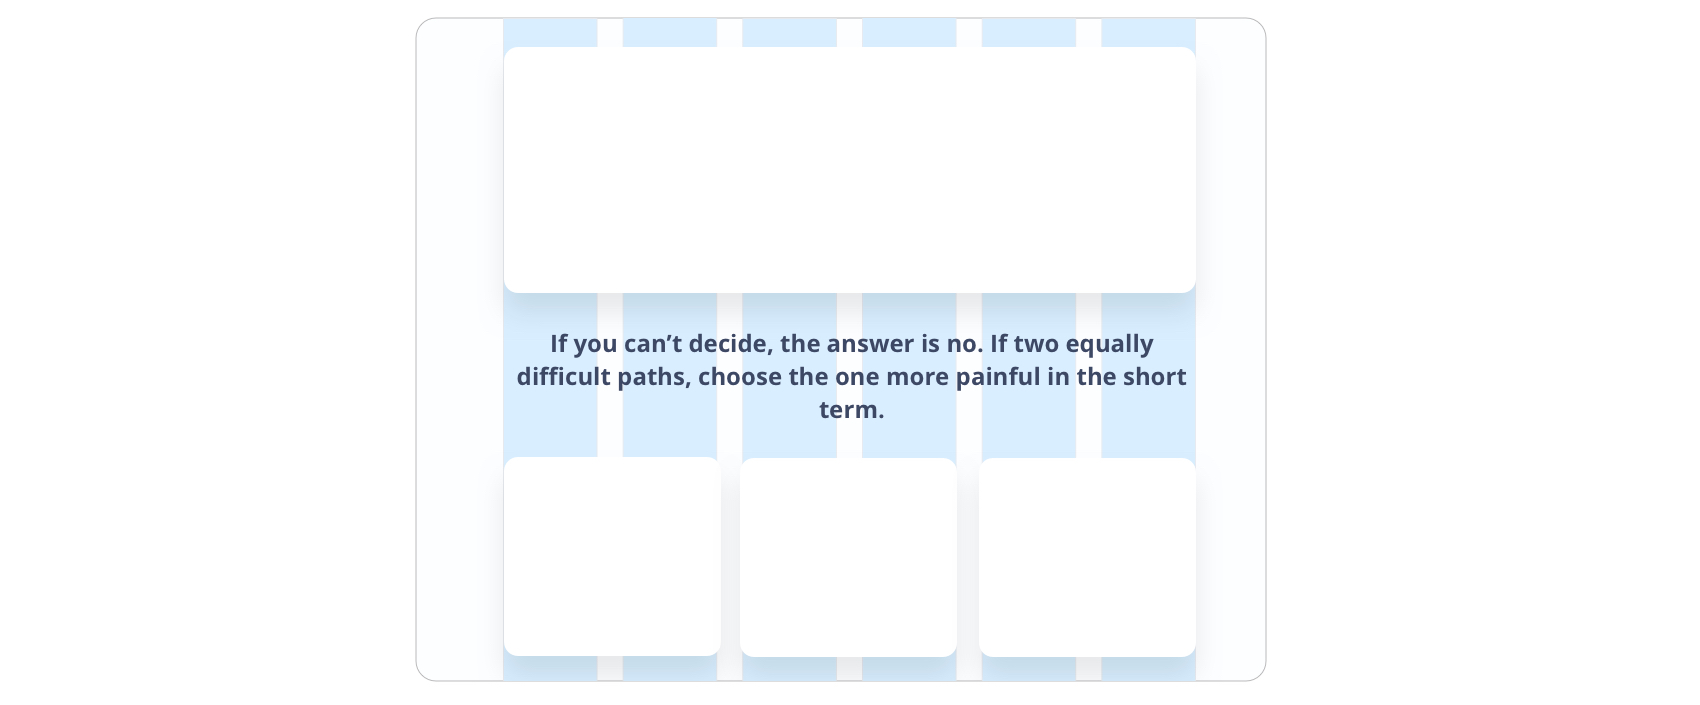 If you can’t decide, the answer is no. If two equally
difficult paths, choose the one more painful in the short
term.